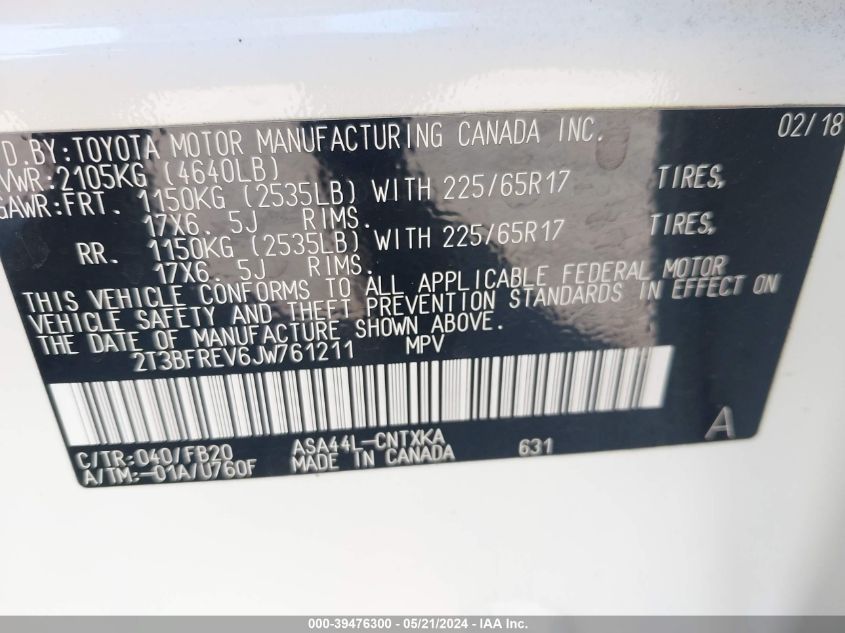 D.BY:TOYOTA MOTOR MANUFACTURING CANADA INC. 02/18
VWR:2105KG (4640LB)
GAWR:FRT. 1150KG (2535LB) WITH 225/65R17 TIRES,
17X6. 5J RIMS.
RR. 1150KG (2535LB) WITH 225/65R17 TIRES,
17X6. 5J RIMS.
THIS VEHICLE CONFORMS TO ALL APPLICABLE FEDERAL MOTOR
VEHICLE SAFETY AND THEFT PREVENTION STANDARDS IN EFFECT ON
THE DATE OF MANUFACTURE SHOWN ABOVE.
2T3BFREV6JW761211 MPV
C/TR:040/FB20 ASA44L-CNTXKA 631 A
A/TM:-01A/U760F MADE IN CANADA
000-39476300 - 05/21/2024 - IAA Inc.